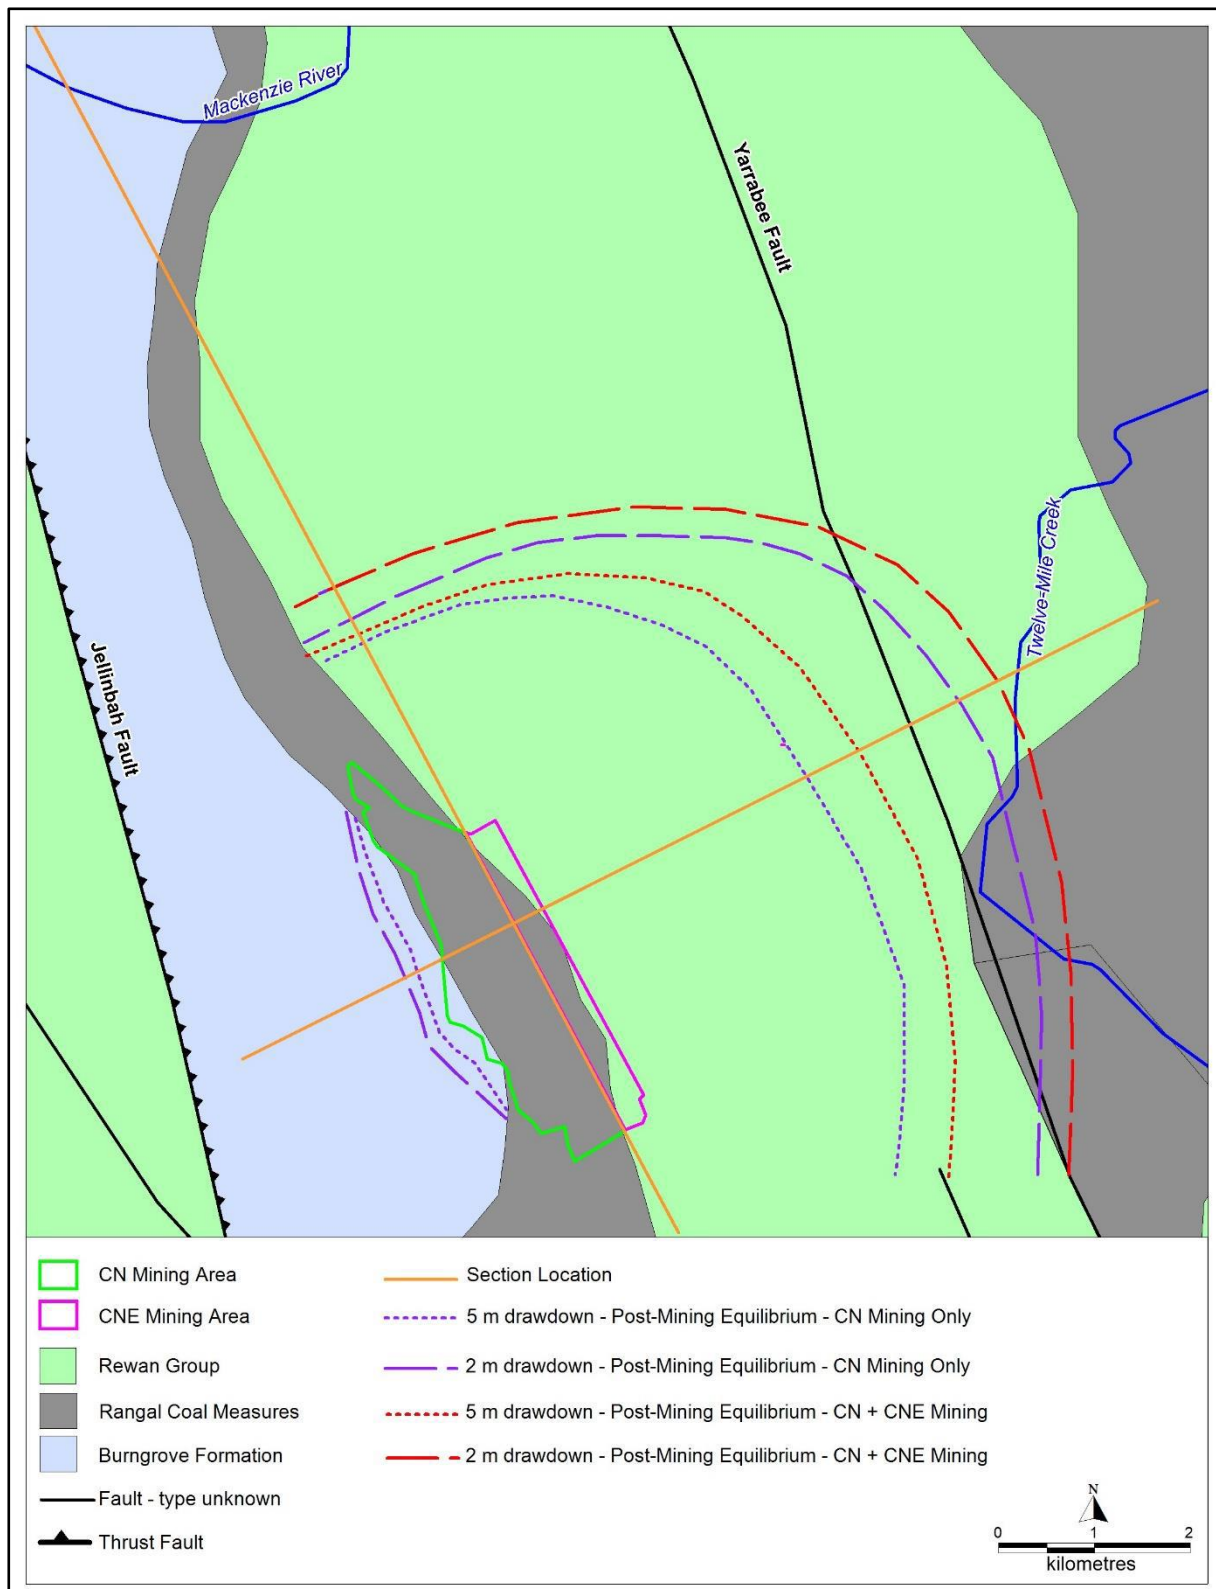 Mackenzie River
Yarrabee Fault
Twelve-Mile Creek
Jellinbah Fault
CN Mining Area
CNE Mining Area
Rewan Group
Rangal Coal Measures
Burngrove Formation
Fault - type unknown
Thrust Fault
Section Location
5 m drawdown - Post-Mining Equilibrium - CN Mining Only
2 m drawdown - Post-Mining Equilibrium - CN Mining Only
5 m drawdown - Post-Mining Equilibrium - CN + CNE Mining
2 m drawdown - Post-Mining Equilibrium - CN + CNE Mining
N
0 1 2
kilometres